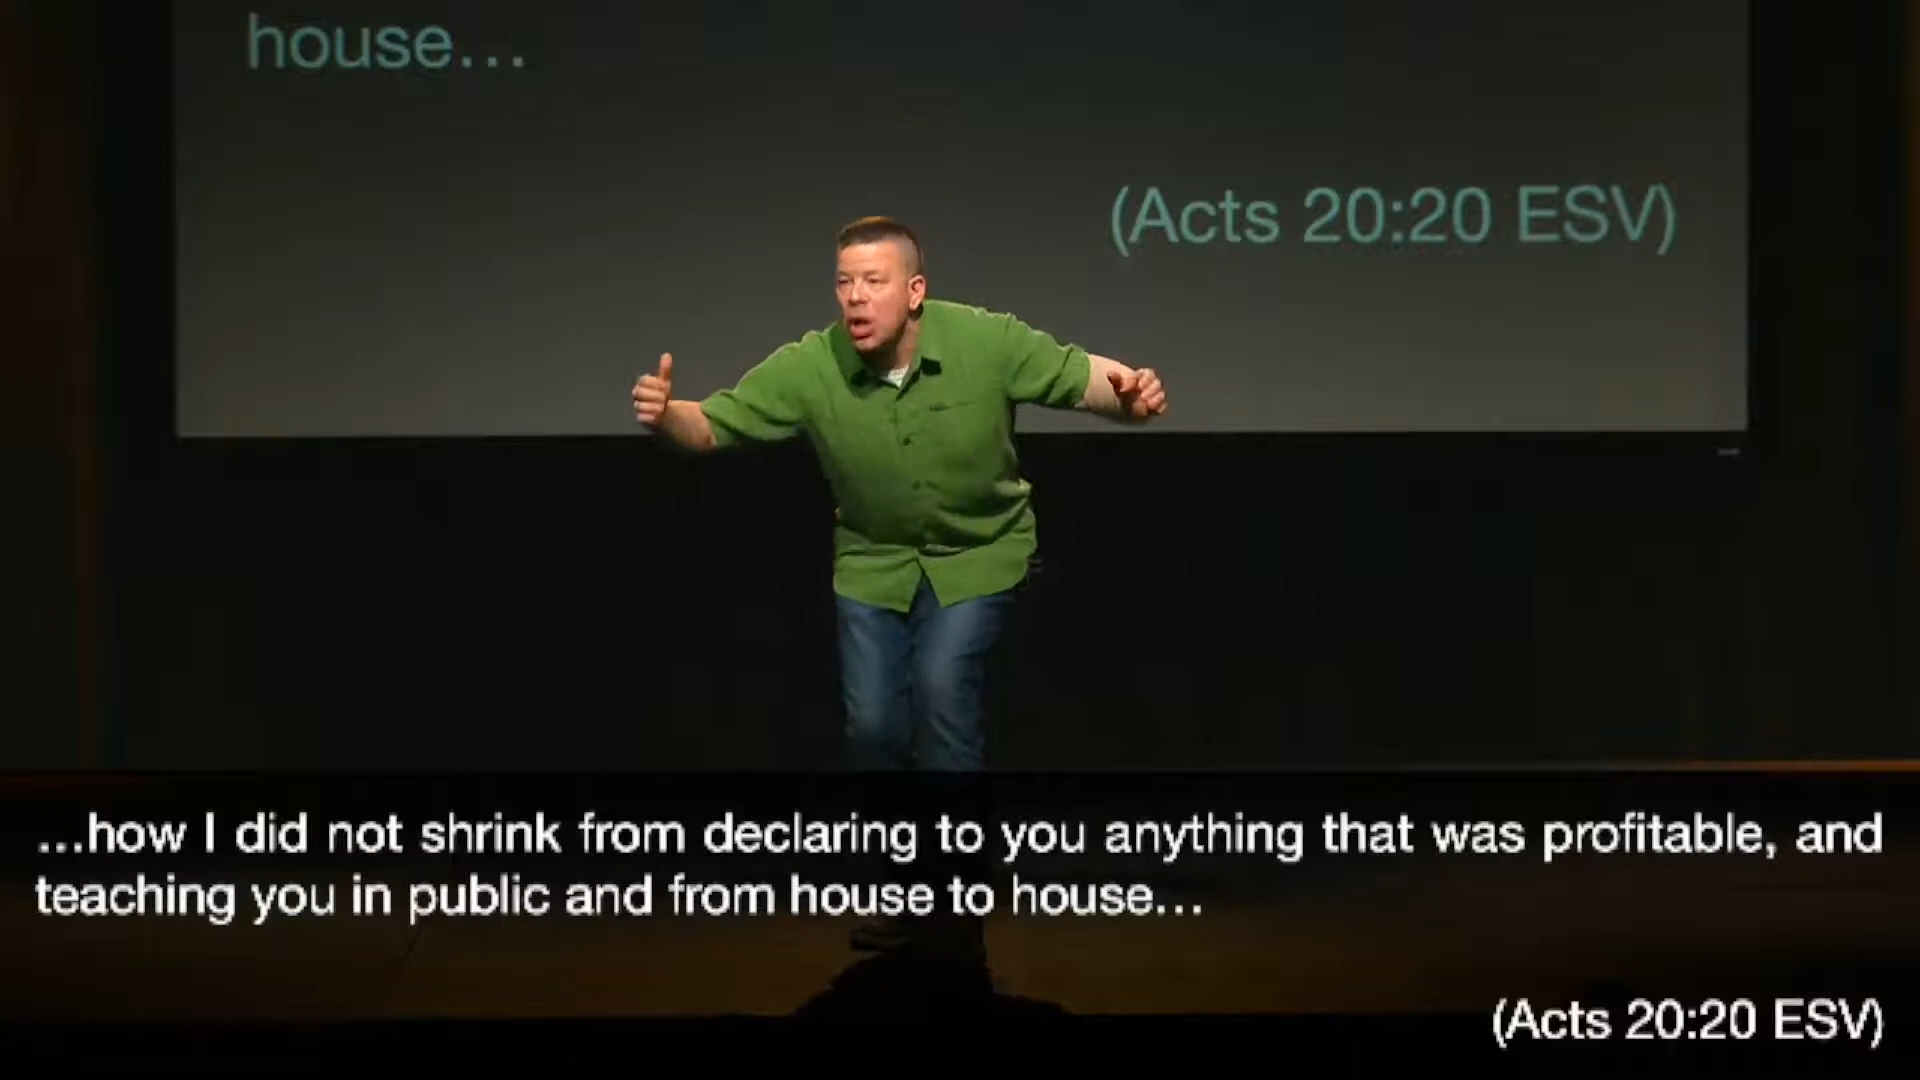 house...
(Acts 20:20 ESV)
...how I did not shrink from declaring to you anything that was profitable, and
teaching you in public and from house to house...
(Acts 20:20 ESV)